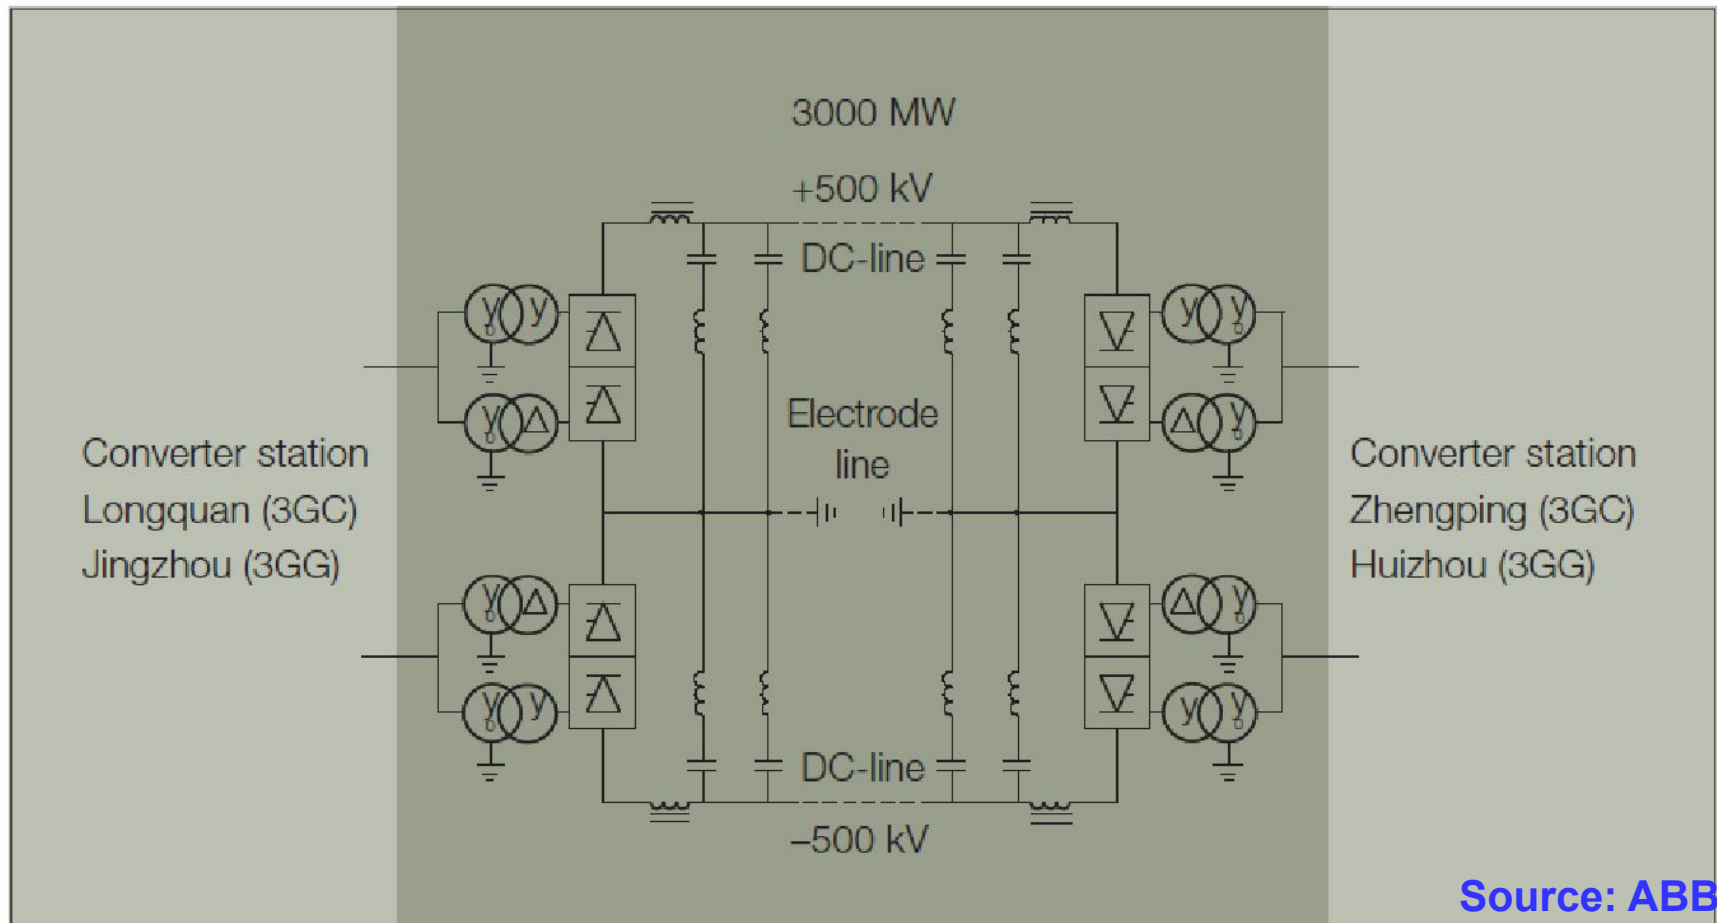 3000 MW
+500 kV
DC-line
y y
o
y Δ
o
y y
o
Δ y
o
Electrode
line
Converter station
Longquan (3GC)
Jingzhou (3GG)
Converter station
Zhengping (3GC)
Huizhou (3GG)
y Δ
o
y y
o
Δ y
o
y y
o
DC-line
–500 kV
Source: ABB